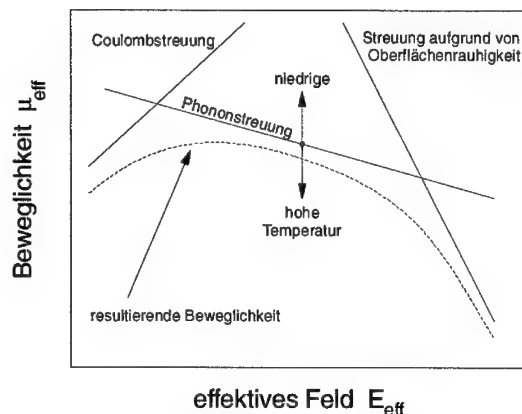 Coulombstreuung
Streuung aufgrund von
Oberflächenrauhigkeit
niedrige
Phononstreuung
hohe
Temperatur
resultierende Beweglichkeit
Beweglichkeit μeff
effektives Feld Eeff